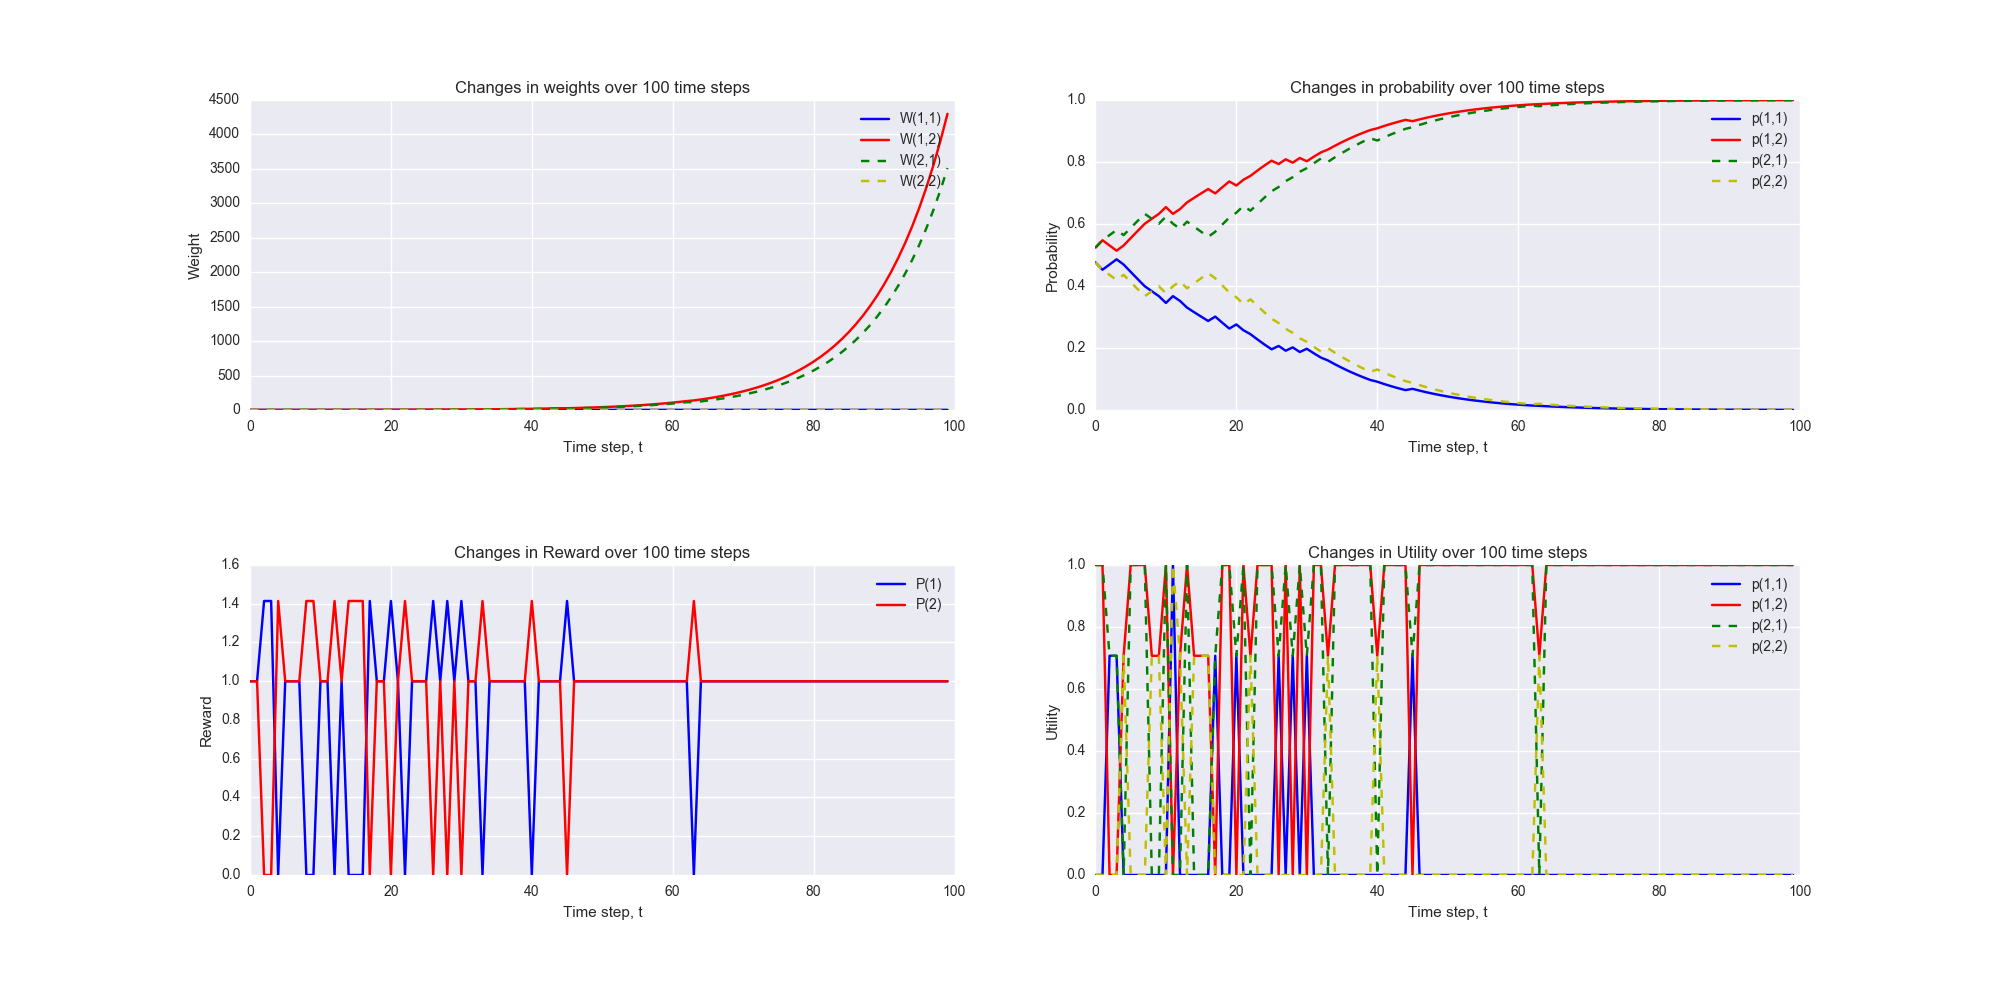 Changes in weights over 100 time steps
4500
4000
3500
3000
2500
2000
1500
1000
500
0
Weight
0 20 40 60 80 100
Time step, t
W(1,1)
W(1,2)
W(2,1)
W(2,2)
Changes in probability over 100 time steps
1.0
0.8
0.6
0.4
0.2
0.0
Probability
0 20 40 60 80 100
Time step, t
p(1,1)
p(1,2)
p(2,1)
p(2,2)
Changes in Reward over 100 time steps
1.6
1.4
1.2
1.0
0.8
0.6
0.4
0.2
0.0
Reward
0 20 40 60 80 100
Time step, t
P(1)
P(2)
Changes in Utility over 100 time steps
1.0
0.8
0.6
0.4
0.2
0.0
Utility
0 20 40 60 80 100
Time step, t
p(1,1)
p(1,2)
p(2,1)
p(2,2)